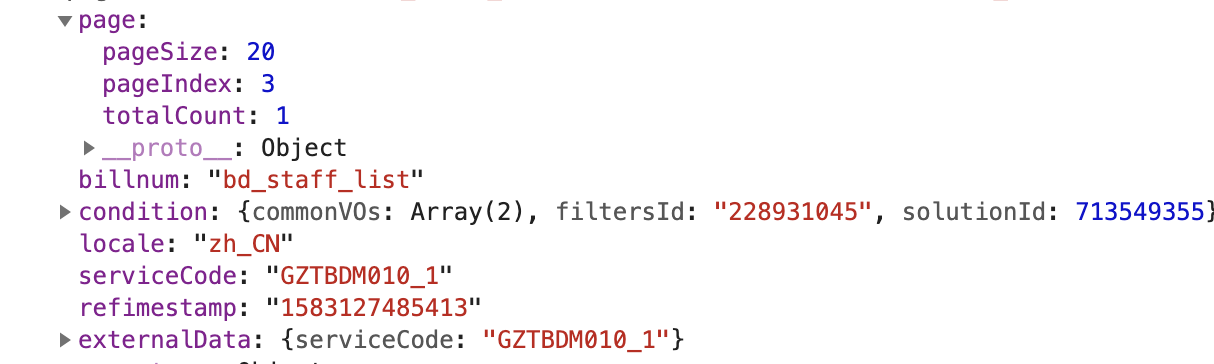 page:
pageSize: 20
pageIndex: 3
totalCount: 1
__proto__: Object
billnum: "bd_staff_list"
condition: {commonVOs: Array(2), filtersId: "228931045", solutionId: 713549355}
locale: "zh_CN"
serviceCode: "GZTBDM010_1"
refimestamp: "1583127485413"
externalData: {serviceCode: "GZTBDM010_1"}